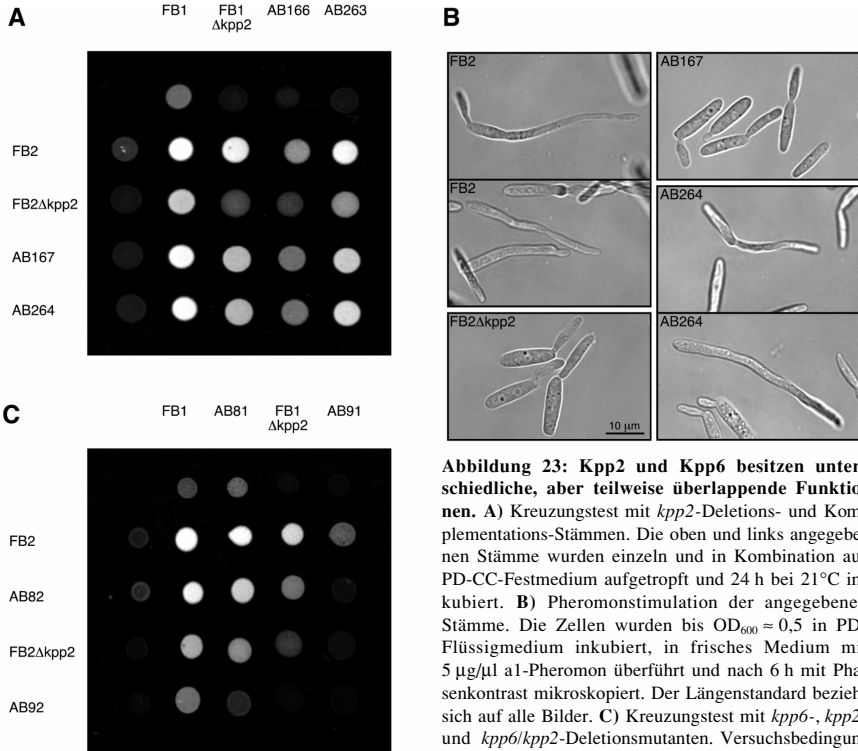 A
FB1 FB1 Δkpp2 AB166 AB263
FB2
FB2Δkpp2
AB167
AB264
B
FB2
AB167
FB2
AB264
FB2Δkpp2
AB264
10 µm
C
FB1 AB81 FB1 Δkpp2 AB91
FB2
AB82
FB2Δkpp2
AB92
Abbildung 23: Kpp2 und Kpp6 besitzen unter
schiedliche, aber teilweise überlappende Funktio
nen. A) Kreuzungstest mit kpp2-Deletions- und Kom
plementations-Stämmen. Die oben und links angegebe
nen Stämme wurden einzeln und in Kombination au
PD-CC-Festmedium aufgetropft und 24 h bei 21°C in
kubiert. B) Pheromonstimulation der angegebene
Stämme. Die Zellen wurden bis OD600 ≈ 0,5 in PD
Flüssigmedium inkubiert, in frisches Medium mi
5 µg/µl a1-Pheromon überführt und nach 6 h mit Pha
senkontrast mikroskopiert. Der Längenstandard bezieh
sich auf alle Bilder. C) Kreuzungstest mit kpp6-, kpp2
und kpp6/kpp2-Deletionsmutanten. Versuchsbedingun